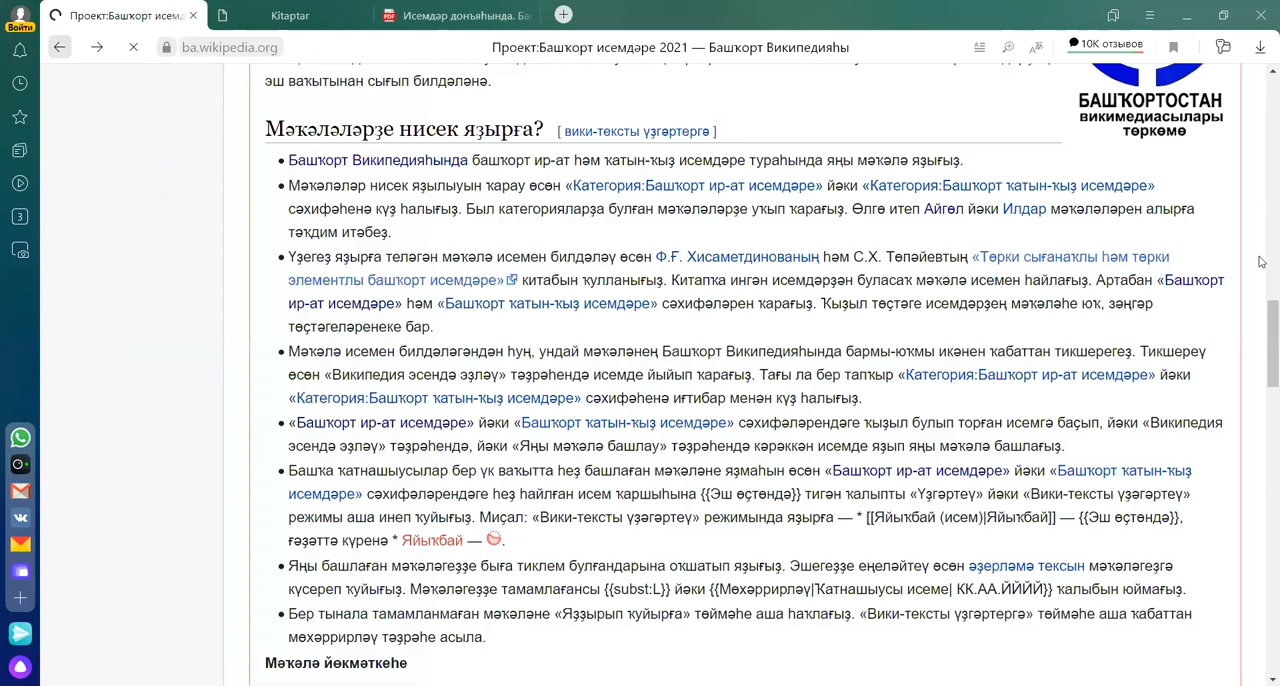 Проект:Башҡорт исемд
Kitaptar
PDF Исемдәр донъяһында. Ба
Войти
ba.wikipedia.org
Проект:Башҡорт исемдәре 2021 — Башҡорт Википедияһы
10K отзывов
эш ваҡытынан сығып билдәләнә.
БАШҠОРТОСТАН
викимедиасылары
төркөмө
Мәҡәләләрҙе нисек яҙырға? [ вики-тексты үҙгәртергә ]
Башҡорт Википедияһында башҡорт ир-ат һәм ҡатын-ҡыҙ исемдәре тураһында яңы мәҡәлә яҙығыҙ.
Мәҡәләләр нисек яҙылыуын ҡарау өсөн «Категория:Башҡорт ир-ат исемдәре» йәки «Категория:Башҡорт ҡатын-ҡыҙ исемдәре»
сәхифәһенә күҙ һалығыҙ. Был категорияларҙа булған мәҡәләләрҙе уҡып ҡарағыҙ. Өлгө итеп Айгөл йәки Илдар мәҡәләләрен алырға
тәҡдим итәбеҙ.
Үҙегеҙ яҙырға теләгән мәҡәлә исемен билдәләү өсөн Ф.Ғ. Хисаметдинованың һәм С.Х. Төпәйевтың «Төрки сығанаҡлы һәм төрки
элементлы башҡорт исемдәре» китабын ҡулланығыҙ. Китапҡа ингән исемдәрҙән буласаҡ мәҡәлә исемен һайлағыҙ. Артабан «Башҡорт
ир-ат исемдәре» һәм «Башҡорт ҡатын-ҡыҙ исемдәре» сәхифәләрен ҡарағыҙ. Ҡыҙыл төҫтәге исемдәрҙең мәҡәләһе юҡ, зәңгәр
төҫтәгеләренеке бар.
Мәҡәлә исемен билдәләгәндән һуң, ундай мәҡәләнең Башҡорт Википедияһында бармы-юҡмы икәнен ҡабаттан тикшерегеҙ. Тикшереү
өсөн «Википедия эсендә эҙләү» тәҙрәһендә исемде йыйып ҡарағыҙ. Тағы ла бер тапҡыр «Категория:Башҡорт ир-ат исемдәре» йәки
«Категория:Башҡорт ҡатын-ҡыҙ исемдәре» сәхифәһенә иғтибар менән күҙ һалығыҙ.
«Башҡорт ир-ат исемдәре» йәки «Башҡорт ҡатын-ҡыҙ исемдәре» сәхифәләрендәге ҡыҙыл булып торған исемгә баҫып, йәки «Википедия
эсендә эҙләү» тәҙрәһендә, йәки «Яңы мәҡәлә башлау» тәҙрәһендә кәрәккән исемде яҙып яңы мәҡәлә башлағыҙ.
Башҡа ҡатнашыусылар бер үк ваҡытта һеҙ башлаған мәҡәләне яҙмаһын өсөн «Башҡорт ир-ат исемдәре» йәки «Башҡорт ҡатын-ҡыҙ
исемдәре» сәхифәләрендәге һеҙ һайлған исем ҡаршыһына {{Эш өҫтөндә}} тигән ҡалыпты «Үҙгәртеү» йәки «Вики-тексты үҙәгәртеү»
режимы аша инеп ҡуйығыҙ. Миҫал: «Вики-тексты үҙәгәртеү» режимында яҙырға — * [[Яйыҡбай (исем)|Яйыҡбай]] — {{Эш өҫтөндә}},
ғәҙәттә күренә * Яйыҡбай — .
Яңы башлаған мәҡәләгеҙҙе быға тиклем булғандарына оҡшатып яҙығыҙ. Эшегеҙҙе еңеләйтеү өсөн әҙерләмә тексын мәҡәләгеҙгә
күсереп ҡуйығыҙ. Мәҡәләгеҙҙе тамамлағасы {{subst:L}} йәки {{Мөхәррирләү|Ҡатнашыусы исеме| КК.АА.ЙЙЙЙ}} ҡалыбын юймағыҙ.
Бер тынала тамамланмаған мәҡәләне «Яҙҙырып ҡуйырға» төймәһе аша һаҡлағыҙ. «Вики-тексты үҙгәртергә» төймәһе аша ҡабаттан
мөхәррирләү тәҙрәһе асыла.
Мәҡәлә йөкмәткеһе